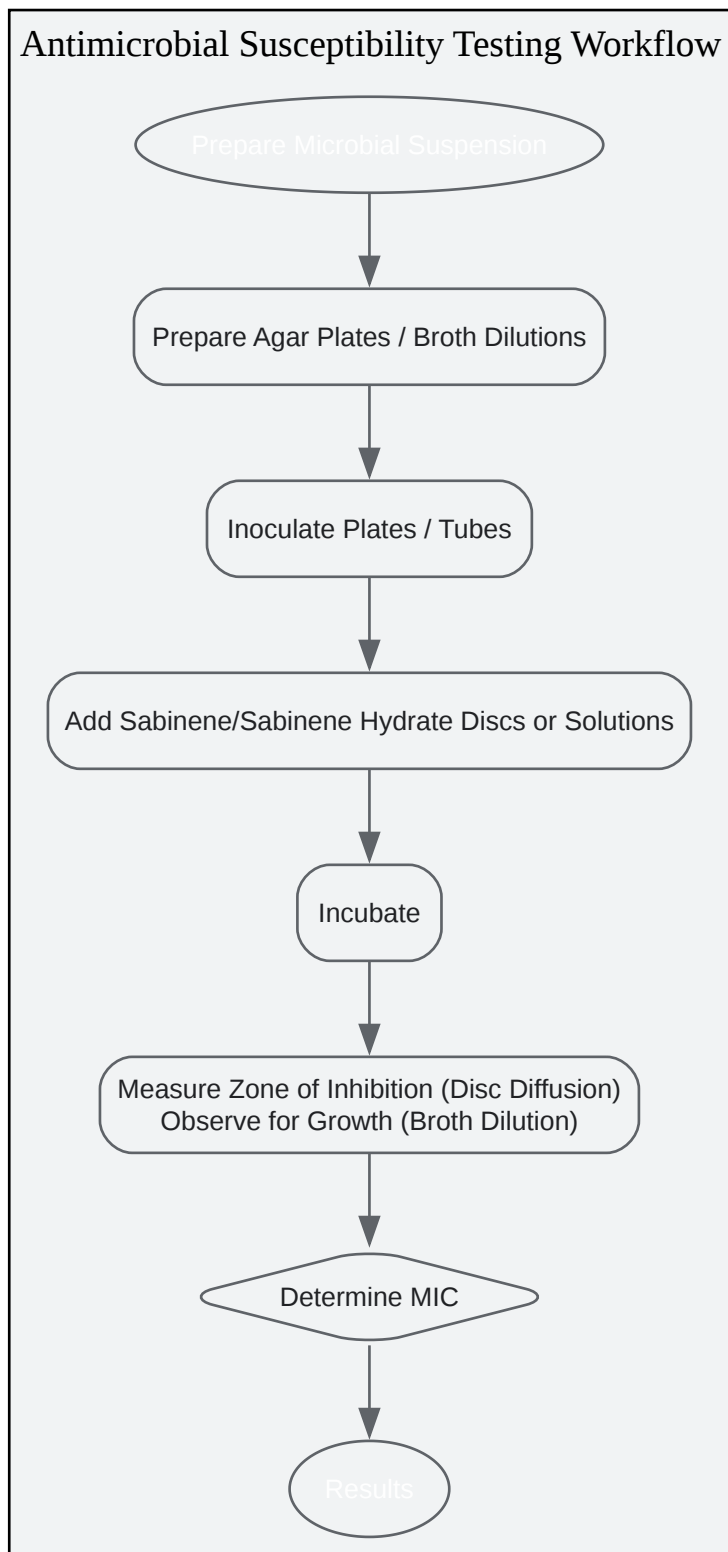 Antimicrobial Susceptibility Testing Workflow
Prepare Microbial Suspension
Prepare Agar Plates / Broth Dilutions
Inoculate Plates / Tubes
Add Sabinene/Sabinene Hydrate Discs or Solutions
Incubate
Measure Zone of Inhibition (Disc Diffusion)
Observe for Growth (Broth Dilution)
Determine MIC
Results